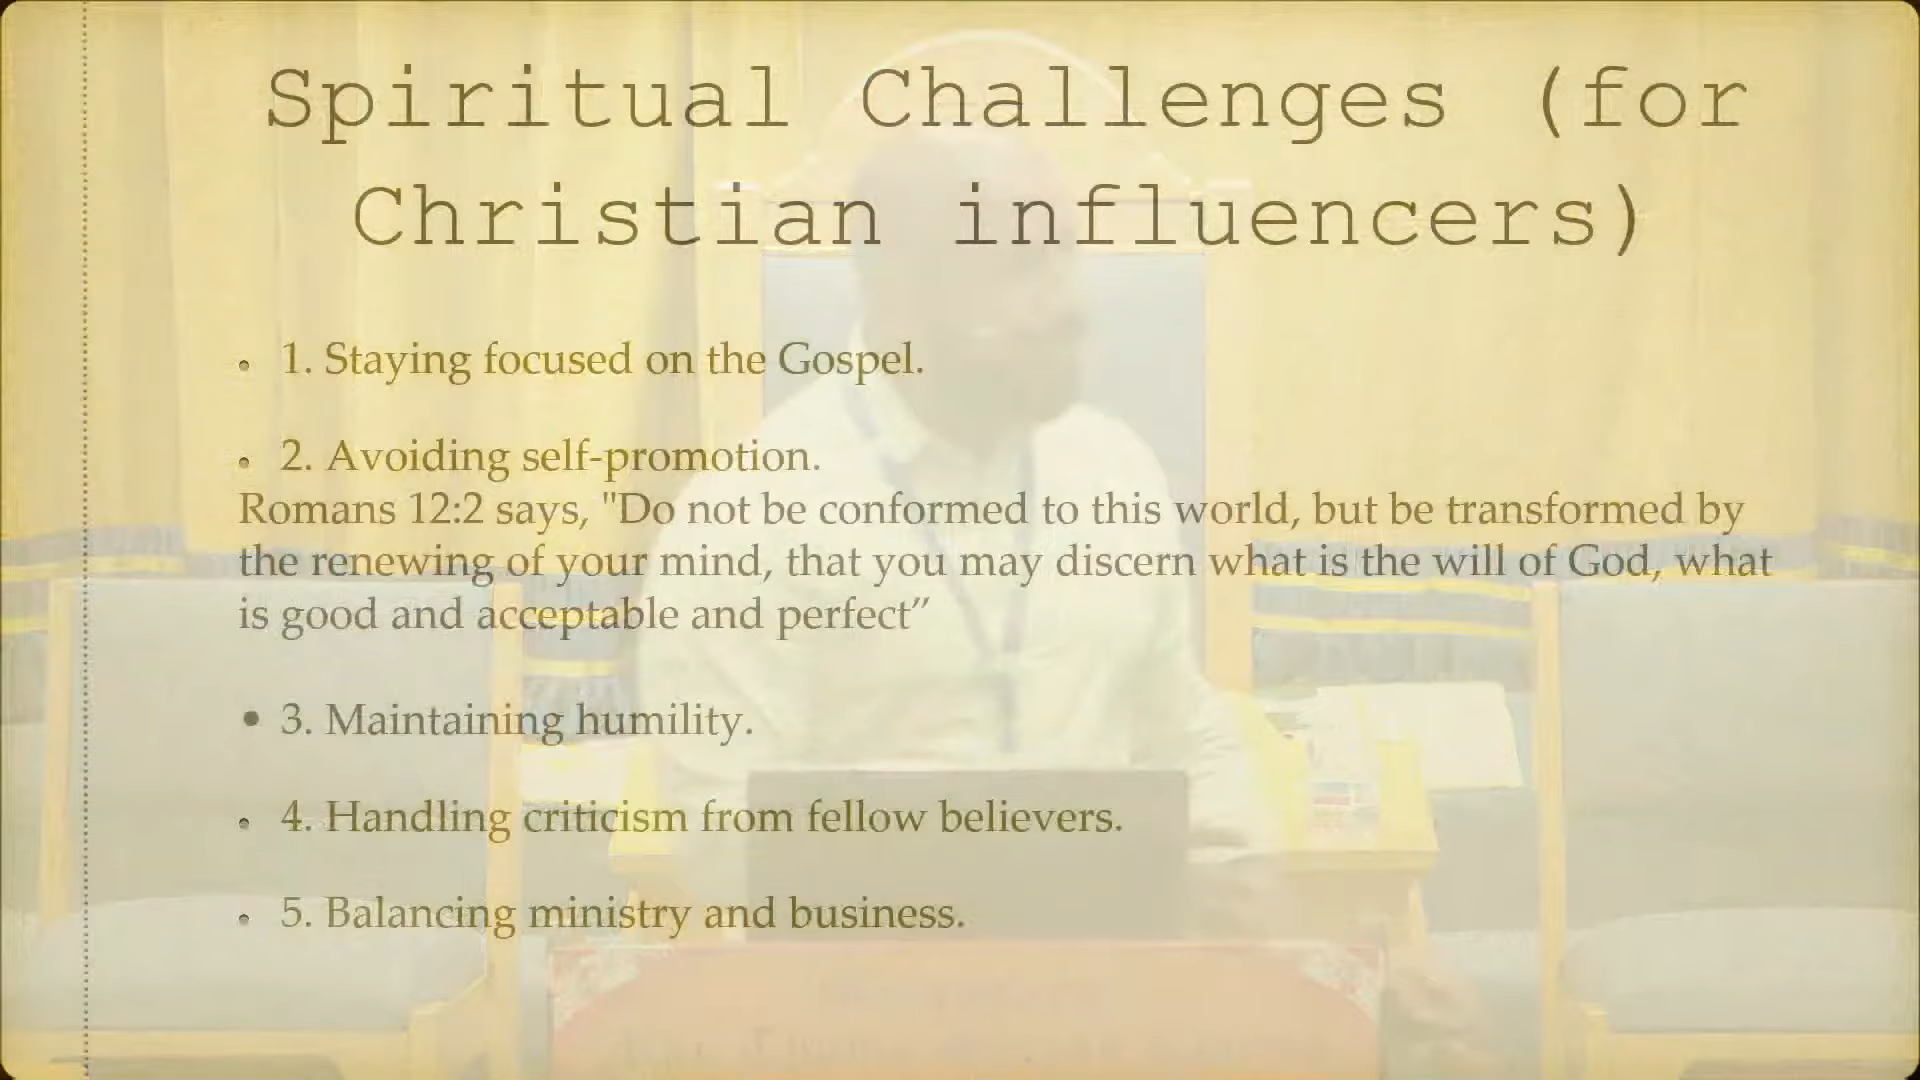 Spiritual Challenges (for
Christian influencers)
• 1. Staying focused on the Gospel.
• 2. Avoiding self-promotion.
Romans 12:2 says, "Do not be conformed to this world, but be transformed by
the renewing of your mind, that you may discern what is the will of God, what
is good and acceptable and perfect”
• 3. Maintaining humility.
• 4. Handling criticism from fellow believers.
• 5. Balancing ministry and business.